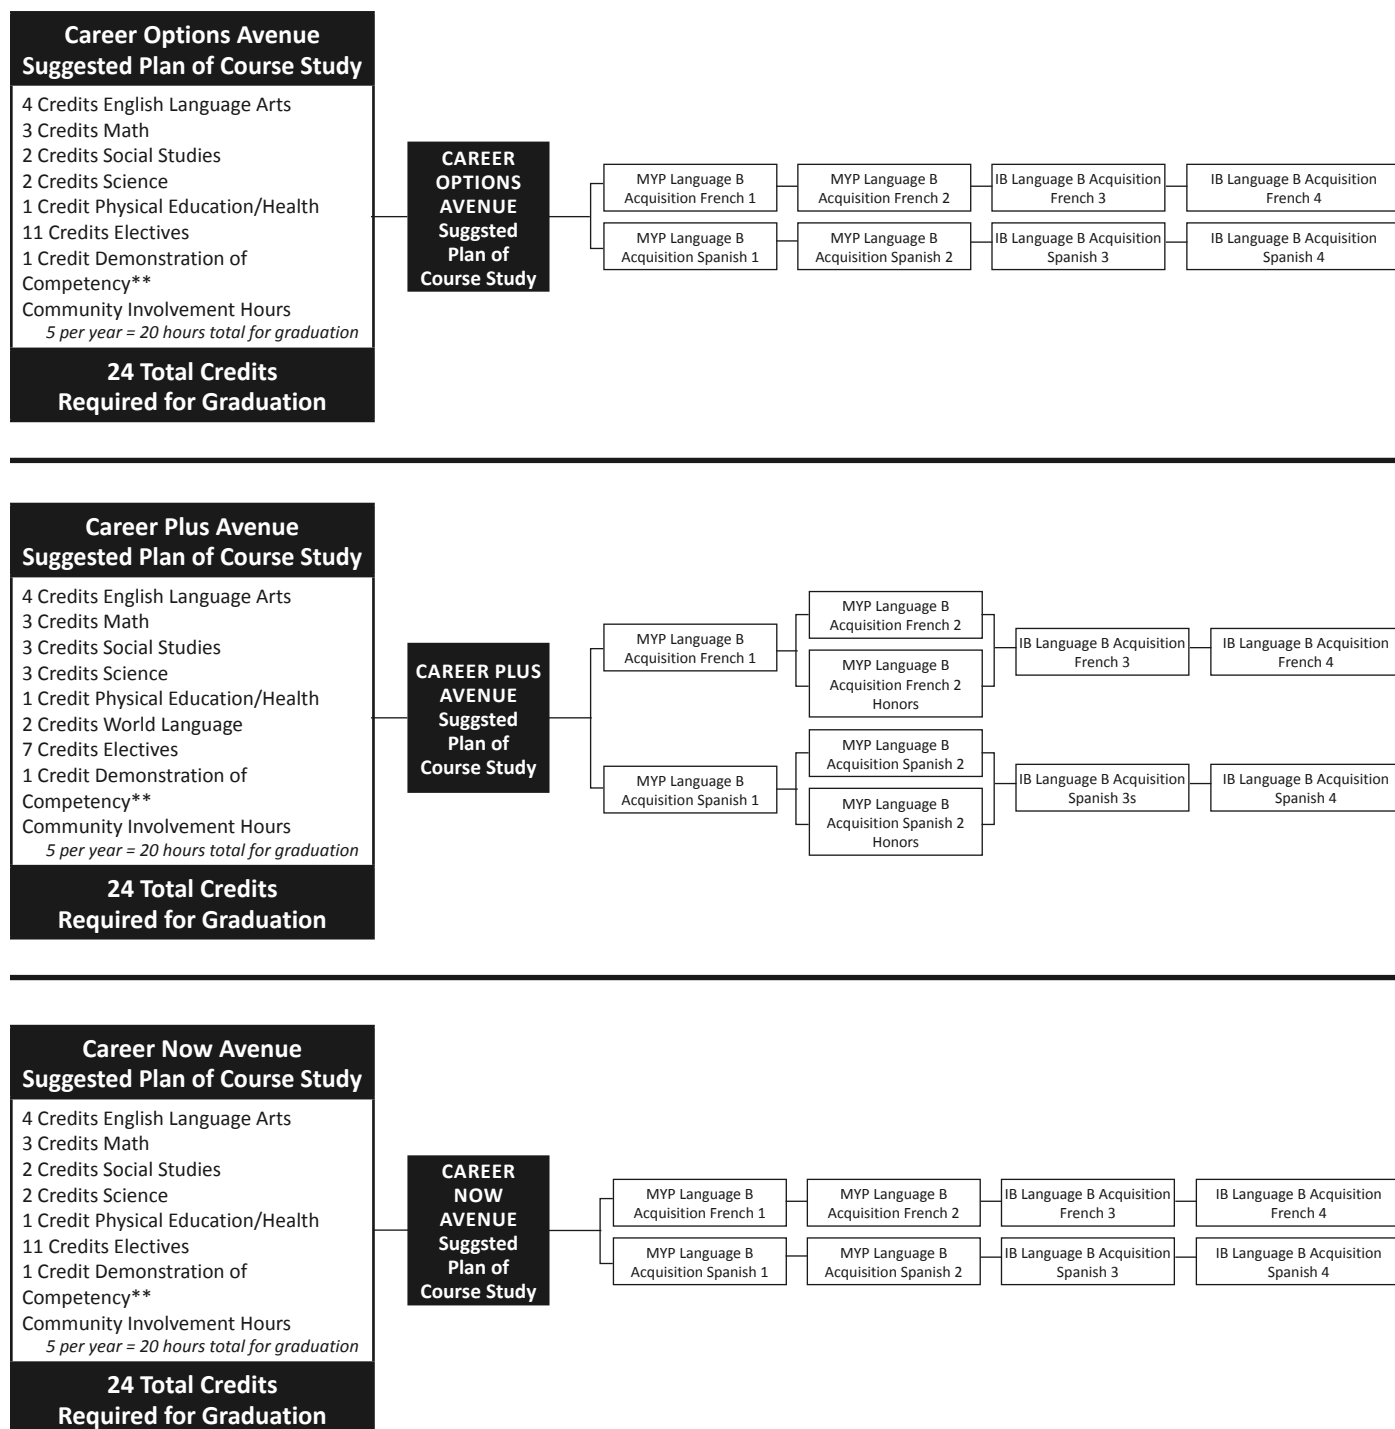 Career Options Avenue
Suggested Plan of Course Study
4 Credits English Language Arts
3 Credits Math
2 Credits Social Studies
2 Credits Science
1 Credit Physical Education/Health
11 Credits Electives
1 Credit Demonstration of
Competency**
Community Involvement Hours
5 per year = 20 hours total for graduation
24 Total Credits
Required for Graduation
CAREER
OPTIONS
AVENUE
Suggsted
Plan of
Course Study
MYP Language B
Acquisition French 1
MYP Language B
Acquisition French 2
IB Language B Acquisition
French 3
IB Language B Acquisition
French 4
MYP Language B
Acquisition Spanish 1
MYP Language B
Acquisition Spanish 2
IB Language B Acquisition
Spanish 3
IB Language B Acquisition
Spanish 4
Career Plus Avenue
Suggested Plan of Course Study
4 Credits English Language Arts
3 Credits Math
3 Credits Social Studies
3 Credits Science
1 Credit Physical Education/Health
2 Credits World Language
7 Credits Electives
1 Credit Demonstration of
Competency**
Community Involvement Hours
5 per year = 20 hours total for graduation
24 Total Credits
Required for Graduation
CAREER PLUS
AVENUE
Suggsted
Plan of
Course Study
MYP Language B
Acquisition French 1
MYP Language B
Acquisition French 2
MYP Language B
Acquisition French 2
Honors
IB Language B Acquisition
French 3
IB Language B Acquisition
French 4
MYP Language B
Acquisition Spanish 1
MYP Language B
Acquisition Spanish 2
MYP Language B
Acquisition Spanish 2
Honors
IB Language B Acquisition
Spanish 3s
IB Language B Acquisition
Spanish 4
Career Now Avenue
Suggested Plan of Course Study
4 Credits English Language Arts
3 Credits Math
2 Credits Social Studies
2 Credits Science
1 Credit Physical Education/Health
11 Credits Electives
1 Credit Demonstration of
Competency**
Community Involvement Hours
5 per year = 20 hours total for graduation
24 Total Credits
Required for Graduation
CAREER
NOW
AVENUE
Suggsted
Plan of
Course Study
MYP Language B
Acquisition French 1
MYP Language B
Acquisition French 2
IB Language B Acquisition
French 3
IB Language B Acquisition
French 4
MYP Language B
Acquisition Spanish 1
MYP Language B
Acquisition Spanish 2
IB Language B Acquisition
Spanish 3
IB Language B Acquisition
Spanish 4